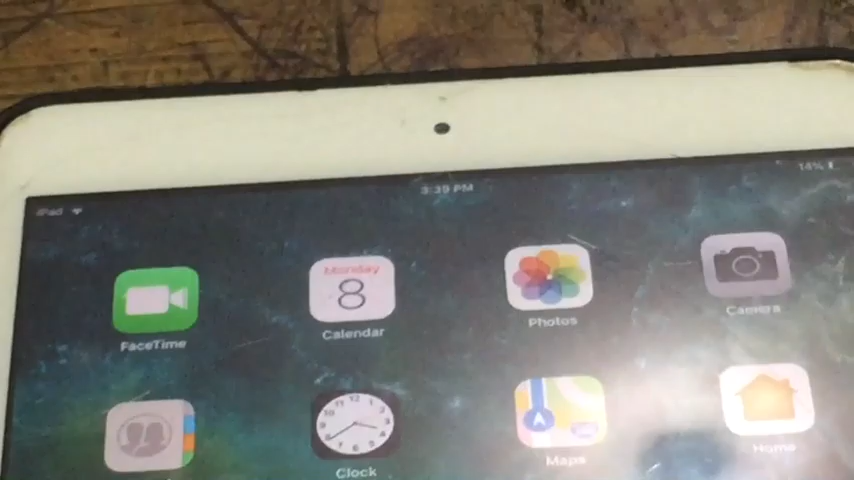 iPad
3:39 PM
14%
FaceTime
Monday
8
Calendar
Photos
Camera
Clock
Maps
Home